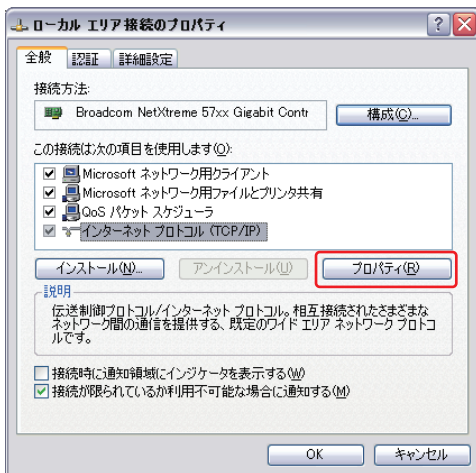 ローカル エリア接続のプロパティ
全般 認証 詳細設定
接続方法:
Broadcom NetXtreme 57xx Gigabit Contr
構成(C)...
この接続は次の項目を使用します(O):
Microsoft ネットワーク用クライアント
Microsoft ネットワーク用ファイルとプリンタ共有
QoS パケット スケジューラ
インターネット プロトコル (TCP/IP)
インストール(N)... アンインストール(U) プロパティ(R)
説明
伝送制御プロトコル/インターネット プロトコル。相互接続されたさまざまな
ネットワーク間の通信を提供する、既定のワイド エリア ネットワーク プロトコ
ルです。
接続時に通知領域にインジケータを表示する(W)
接続が限られているか利用不可能な場合に通知する(M)
OK キャンセル